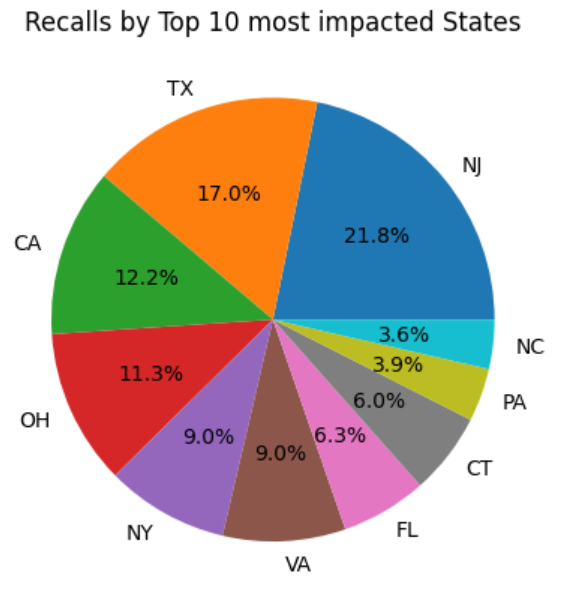 Recalls by Top 10 most impacted States
TX
NJ
17.0%
21.8%
CA
12.2%
NC
3.6%
3.9%
PA
11.3%
6.0%
OH
9.0%
6.3%
9.0%
CT
NY
FL
VA